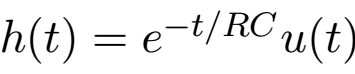 h(t) = e^{-t/RC}u(t)